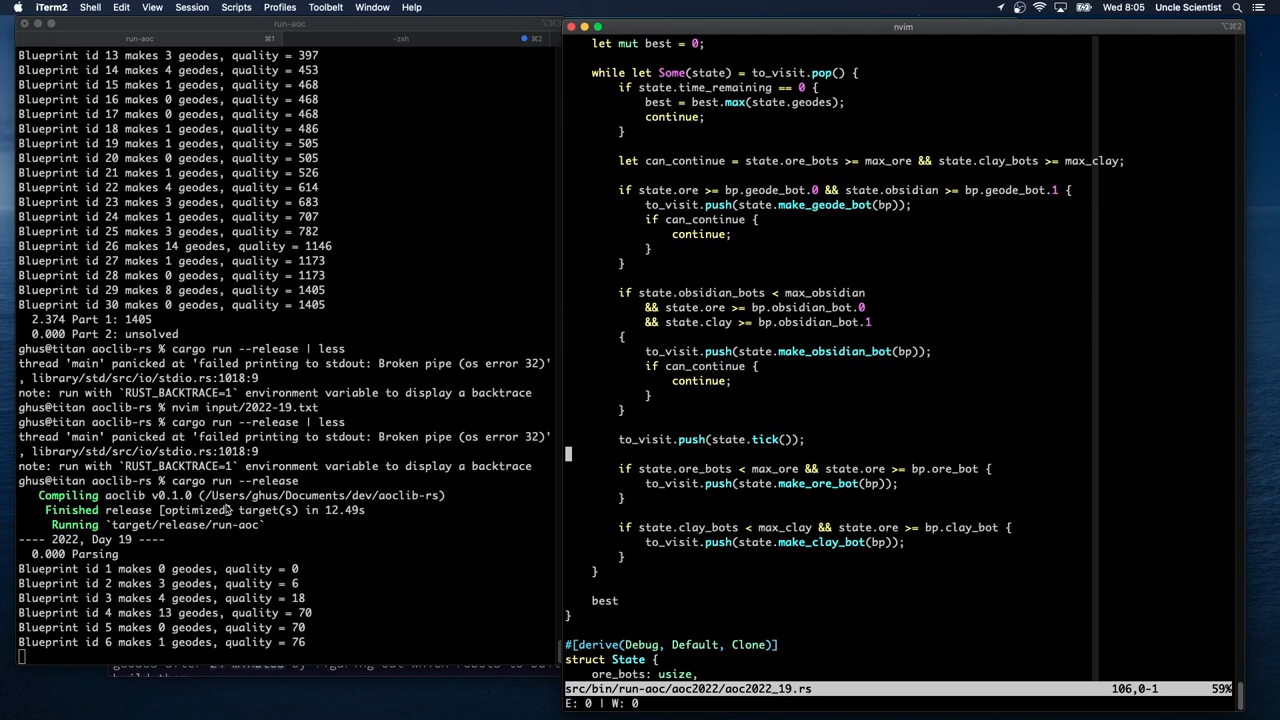 iTerm2 Shell Edit View Session Scripts Profiles Toolbelt Window Help Wed 8:05 Uncle Scientist
run-aoc
run-aoc ⌘1 -zsh ⌘2
Blueprint id 13 makes 3 geodes, quality = 397
Blueprint id 14 makes 4 geodes, quality = 453
Blueprint id 15 makes 1 geodes, quality = 468
Blueprint id 16 makes 0 geodes, quality = 468
Blueprint id 17 makes 0 geodes, quality = 468
Blueprint id 18 makes 1 geodes, quality = 486
Blueprint id 19 makes 1 geodes, quality = 505
Blueprint id 20 makes 0 geodes, quality = 505
Blueprint id 21 makes 1 geodes, quality = 526
Blueprint id 22 makes 4 geodes, quality = 614
Blueprint id 23 makes 3 geodes, quality = 683
Blueprint id 24 makes 1 geodes, quality = 707
Blueprint id 25 makes 3 geodes, quality = 782
Blueprint id 26 makes 14 geodes, quality = 1146
Blueprint id 27 makes 1 geodes, quality = 1173
Blueprint id 28 makes 0 geodes, quality = 1173
Blueprint id 29 makes 8 geodes, quality = 1405
Blueprint id 30 makes 0 geodes, quality = 1405
2.374 Part 1: 1405
0.000 Part 2: unsolved
ghus@titan aoclib-rs % cargo run --release | less
thread 'main' panicked at 'failed printing to stdout: Broken pipe (os error 32)'
, library/std/src/io/stdio.rs:1018:9
note: run with `RUST_BACKTRACE=1` environment variable to display a backtrace
ghus@titan aoclib-rs % nvim input/2022-19.txt
ghus@titan aoclib-rs % cargo run --release | less
thread 'main' panicked at 'failed printing to stdout: Broken pipe (os error 32)'
, library/std/src/io/stdio.rs:1018:9
note: run with `RUST_BACKTRACE=1` environment variable to display a backtrace
ghus@titan aoclib-rs % cargo run --release
Compiling aoclib v0.1.0 (/Users/ghus/Documents/dev/aoclib-rs)
Finished release [optimized] target(s) in 12.49s
Running `target/release/run-aoc`
---- 2022, Day 19 ----
0.000 Parsing
Blueprint id 1 makes 0 geodes, quality = 0
Blueprint id 2 makes 3 geodes, quality = 6
Blueprint id 3 makes 4 geodes, quality = 18
Blueprint id 4 makes 13 geodes, quality = 70
Blueprint id 5 makes 0 geodes, quality = 70
Blueprint id 6 makes 1 geodes, quality = 76
nvim ⌥⌘2
let mut best = 0;
while let Some(state) = to_visit.pop() {
if state.time_remaining == 0 {
best = best.max(state.geodes);
continue;
}
let can_continue = state.ore_bots >= max_ore && state.clay_bots >= max_clay;
if state.ore >= bp.geode_bot.0 && state.obsidian >= bp.geode_bot.1 {
to_visit.push(state.make_geode_bot(bp));
if can_continue {
continue;
}
}
if state.obsidian_bots < max_obsidian
&& state.ore >= bp.obsidian_bot.0
&& state.clay >= bp.obsidian_bot.1
{
to_visit.push(state.make_obsidian_bot(bp));
if can_continue {
continue;
}
}
to_visit.push(state.tick());
if state.ore_bots < max_ore && state.ore >= bp.ore_bot {
to_visit.push(state.make_ore_bot(bp));
}
if state.clay_bots < max_clay && state.ore >= bp.clay_bot {
to_visit.push(state.make_clay_bot(bp));
}
}
best
}
#[derive(Debug, Default, Clone)]
struct State {
ore_bots: usize,
src/bin/run-aoc/aoc2022/aoc2022_19.rs 106,0-1 59%
E: 0 | W: 0